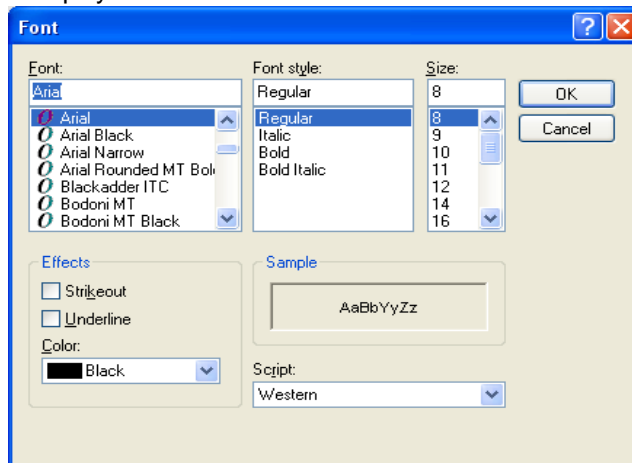 Font
Font: Font style: Size:
Arial Regular 8
OK
Cancel
Arial
Arial Black
Arial Narrow
Arial Rounded MT Bol
Blackadder ITC
Bodoni MT
Bodoni MT Black
Regular
Italic
Bold
Bold Italic
8
9
10
11
12
14
16
Effects
Strikeout
Underline
Color:
Black
Sample
AaBbYyZz
Script:
Western